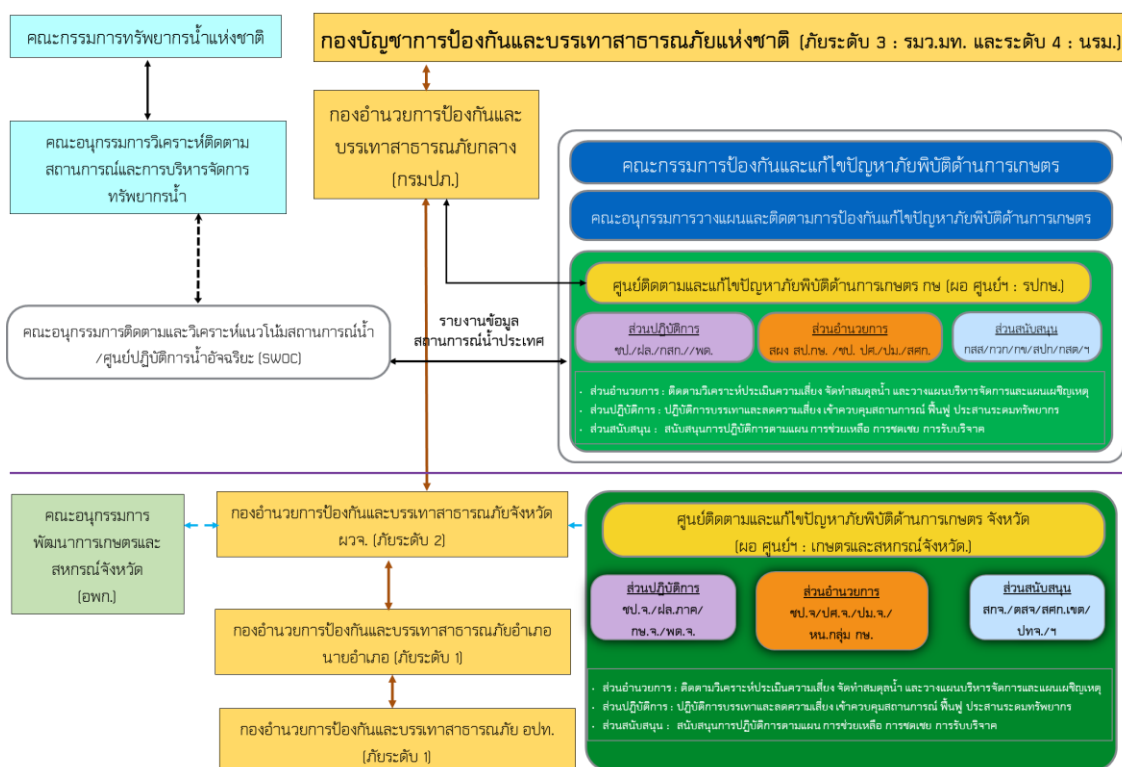 คณะกรรมการทรัพยากรน้ำแห่งชาติ
กองบัญชาการป้องกันและบรรเทาสาธารณภัยแห่งชาติ (ภัยระดับ 3 : รมว.มท. และระดับ 4 : นรม.)
คณะอนุกรรมการวิเคราะห์ติดตาม
สถานการณ์และการบริหารจัดการ
ทรัพยากรน้ำ
กองอำนวยการป้องกันและ
บรรเทาสาธารณภัยกลาง
(กรมปภ.)
คณะกรรมการป้องกันและแก้ไขปัญหาภัยพิบัติด้านการเกษตร
คณะอนุกรรมการวางแผนและติดตามการป้องกันแก้ไขปัญหาภัยพิบัติด้านการเกษตร
ศูนย์ติดตามและแก้ไขปัญหาภัยพิบัติด้านการเกษตร กษ (ผอ ศูนย์ฯ : รปกษ.)
ส่วนปฏิบัติการ
ชป./ฝล./กสก.//พด.
ส่วนอำนวยการ
สผง สป.กษ. /ชป. ปศ./ปม./สศก.
ส่วนสนับสนุน
กสส/กวก/กข/สปก/กสต/ฯ
· ส่วนอำนวยการ : ติดตามวิเคราะห์ประเมินความเสี่ยง จัดทำสมดุลน้ำ และวางแผนบริหารจัดการและแผนเผชิญเหตุ
· ส่วนปฏิบัติการ : ปฏิบัติการบรรเทาและลดความเสี่ยง เข้าควบคุมสถานการณ์ ฟื้นฟู ประสานระดมทรัพยากร
· ส่วนสนับสนุน : สนับสนุนการปฏิบัติการตามแผน การช่วยเหลือ การชดเชย การรับบริจาค
คณะอนุกรรมการติดตามและวิเคราะห์แนวโน้มสถานการณ์น้ำ
/ศูนย์ปฏิบัติการน้ำอัจฉริยะ (SWOC)
รายงานข้อมูล
สถานการณ์น้ำประเทศ
คณะอนุกรรมการ
พัฒนาการเกษตรและ
สหกรณ์จังหวัด
(อพก.)
กองอำนวยการป้องกันและบรรเทาสาธารณภัยจังหวัด
ผวจ. (ภัยระดับ 2)
กองอำนวยการป้องกันและบรรเทาสาธารณภัยอำเภอ
นายอำเภอ (ภัยระดับ 1)
กองอำนวยการป้องกันและบรรเทาสาธารณภัย อปท.
(ภัยระดับ 1)
ศูนย์ติดตามและแก้ไขปัญหาภัยพิบัติด้านการเกษตร จังหวัด
(ผอ ศูนย์ฯ : เกษตรและสหกรณ์จังหวัด.)
ส่วนปฏิบัติการ
ชป.จ./ฝล.ภาค/
กษ.จ./พด.จ.
ส่วนอำนวยการ
ชป.จ/ปศ.จ./ปม.จ./
หน.กลุ่ม กษ.
ส่วนสนับสนุน
สกจ./ตสจ/สศก.เขต/
ปทจ./ฯ
· ส่วนอำนวยการ : ติดตามวิเคราะห์ประเมินความเสี่ยง จัดทำสมดุลน้ำ และวางแผนบริหารจัดการและแผนเผชิญเหตุ
· ส่วนปฏิบัติการ : ปฏิบัติการบรรเทาและลดความเสี่ยง เข้าควบคุมสถานการณ์ ฟื้นฟู ประสานระดมทรัพยากร
· ส่วนสนับสนุน : สนับสนุนการปฏิบัติการตามแผน การช่วยเหลือ การชดเชย การรับบริจาค